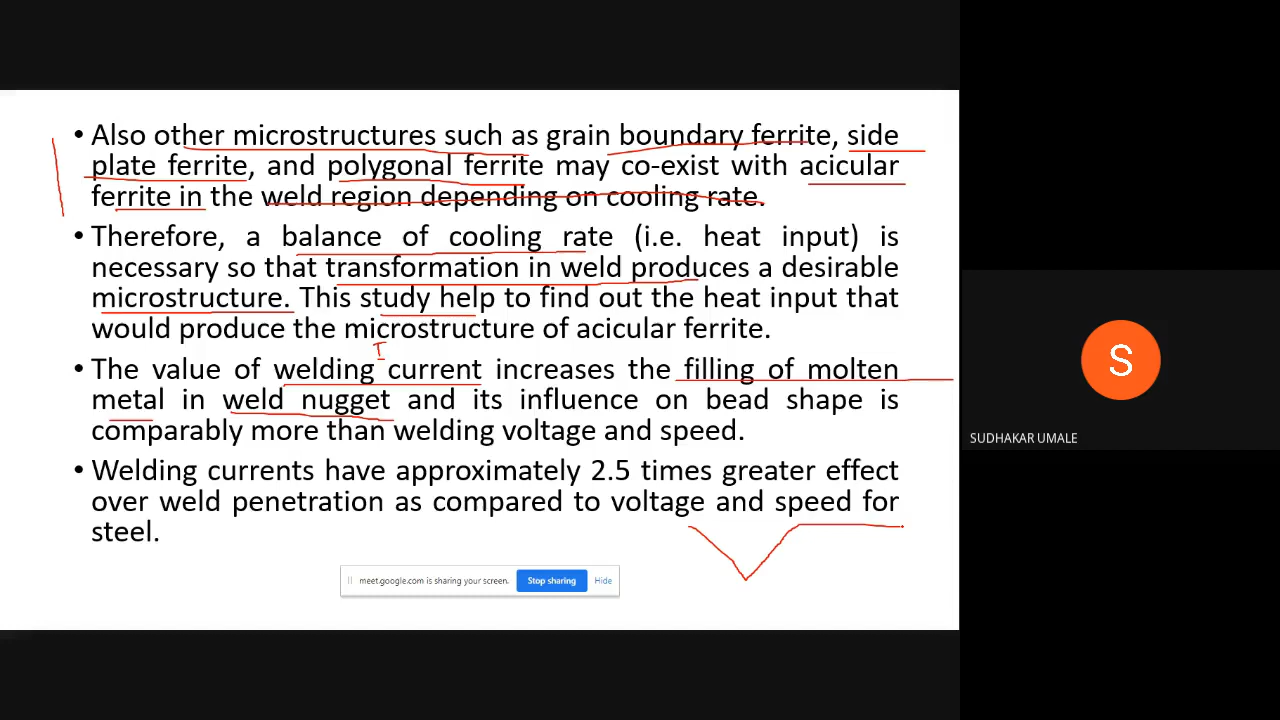 • Also other microstructures such as grain boundary ferrite, side
plate ferrite, and polygonal ferrite may co-exist with acicular
ferrite in the weld region depending on cooling rate.
• Therefore, a balance of cooling rate (i.e. heat input) is
necessary so that transformation in weld produces a desirable
microstructure. This study help to find out the heat input that
would produce the microstructure of acicular ferrite.
I
• The value of welding current increases the filling of molten
metal in weld nugget and its influence on bead shape is
comparably more than welding voltage and speed.
• Welding currents have approximately 2.5 times greater effect
over weld penetration as compared to voltage and speed for
steel.
meet.google.com is sharing your screen. Stop sharing Hide
S
SUDHAKAR UMALE